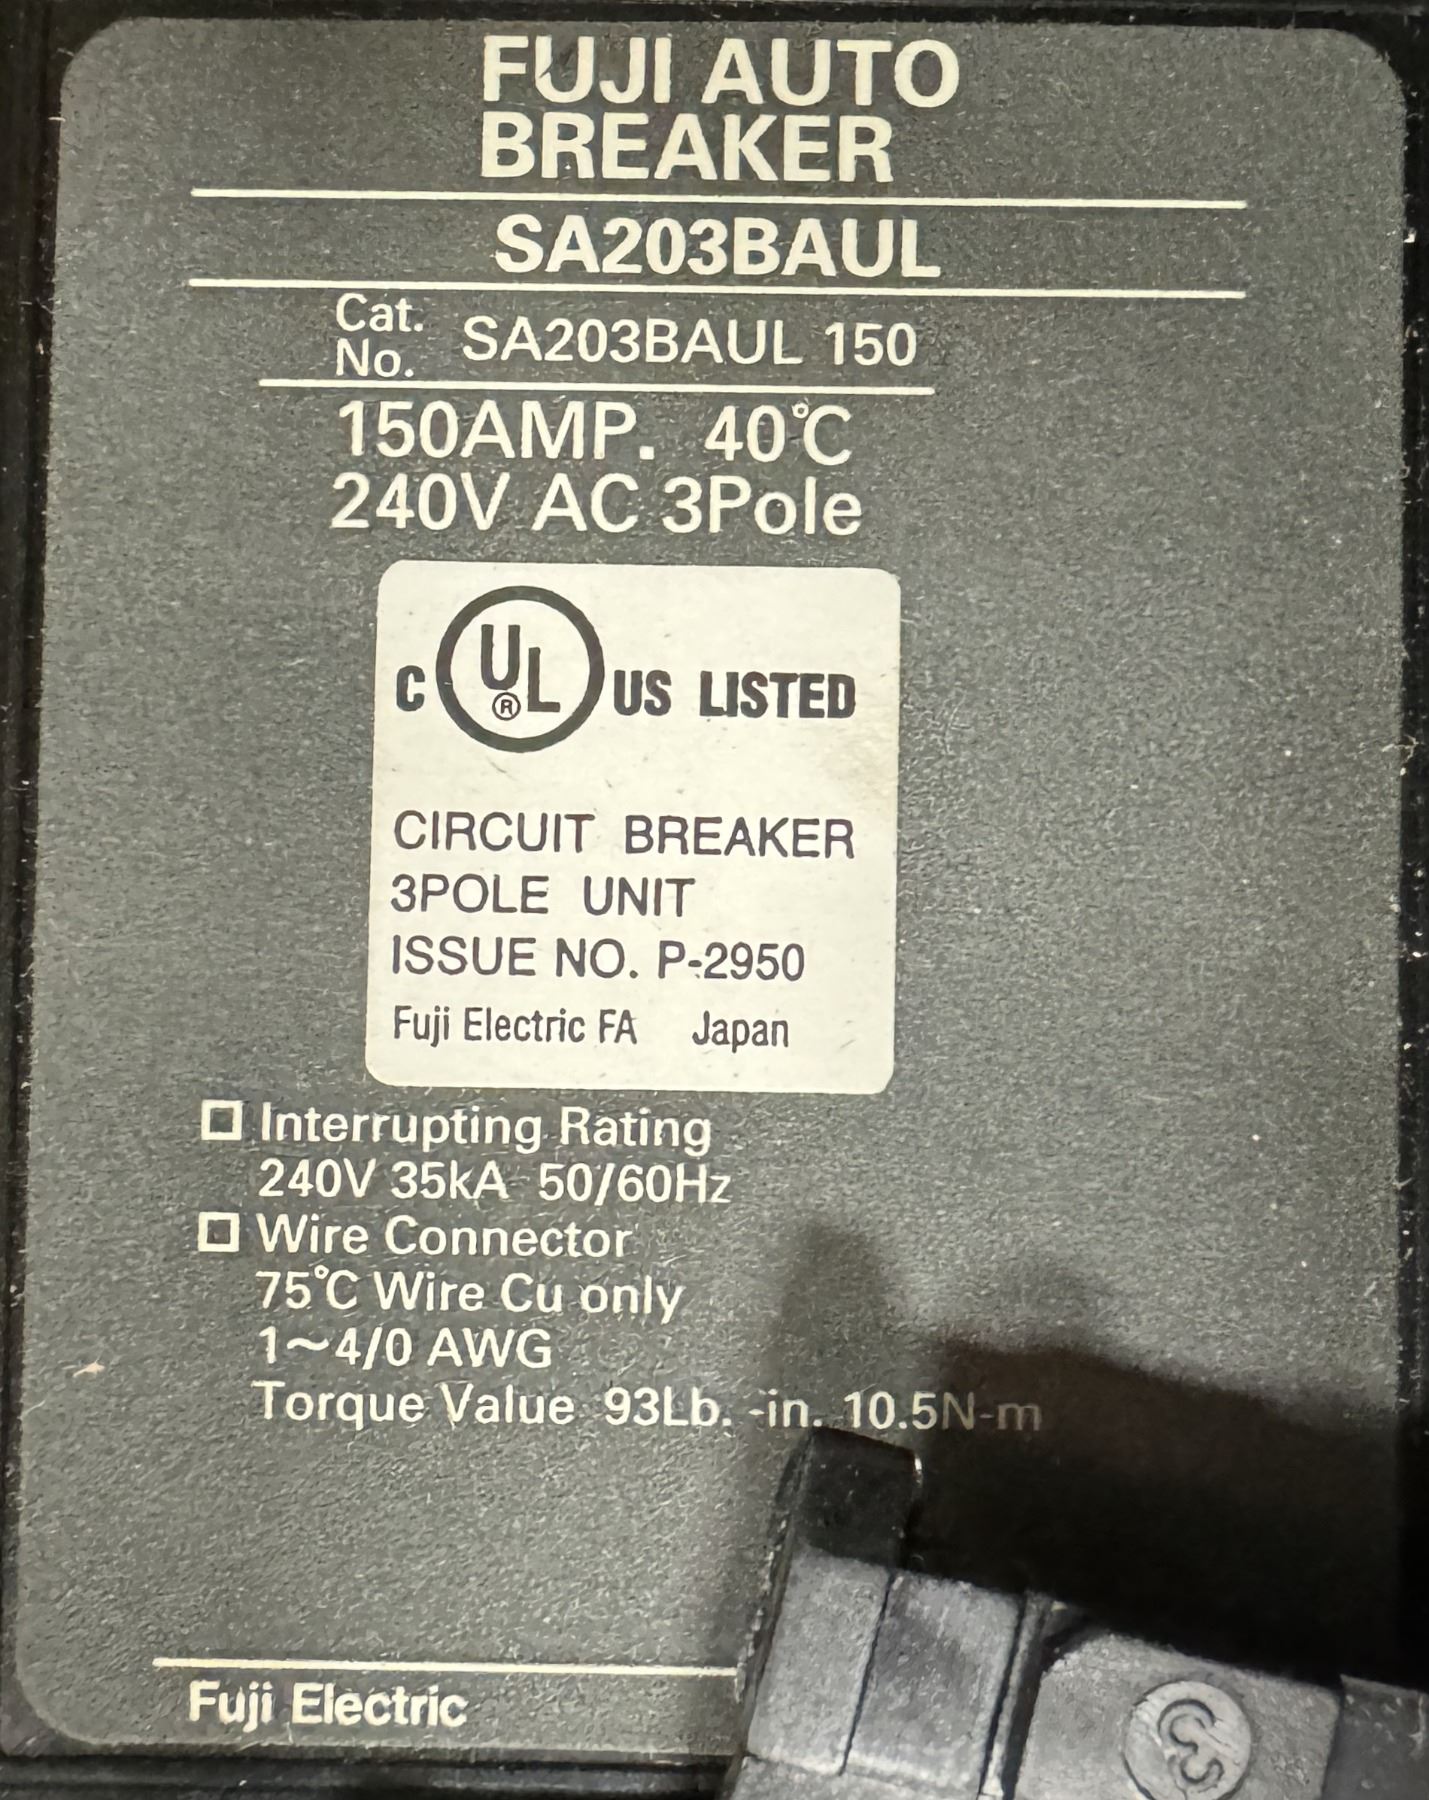 FUJI AUTO
BREAKER
SA203BAUL
Cat.
No. SA203BAUL 150
150AMP. 40℃
240V AC 3Pole
C UL® US LISTED
CIRCUIT BREAKER
3POLE UNIT
ISSUE NO. P-2950
Fuji Electric FA Japan
□ Interrupting Rating
240V 35kA 50/60Hz
□ Wire Connector
75℃ Wire Cu only
1~4/0 AWG
Torque Value 93Lb. -in. 10.5N-m
Fuji Electric